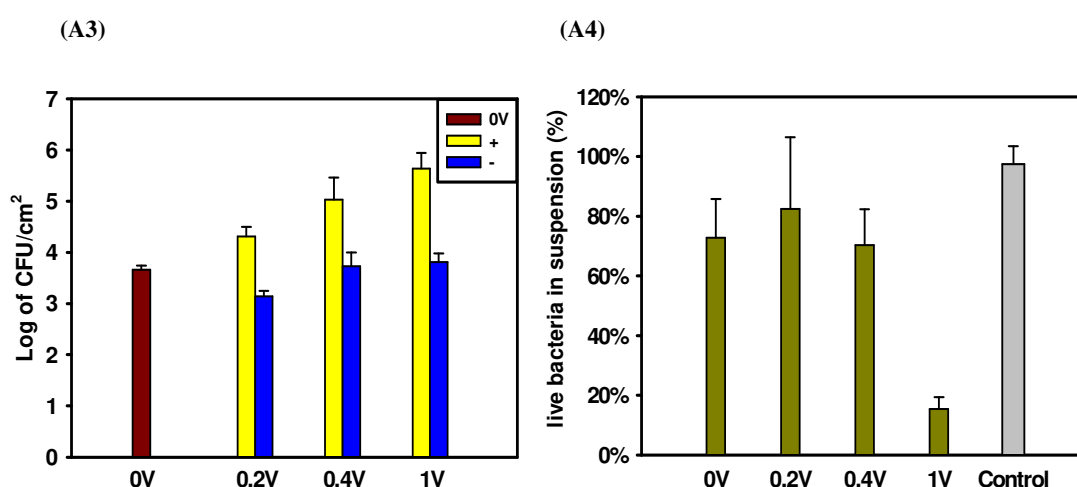 (A3)
(A4)
7
6
5
4
3
2
1
0
Log of CFU/cm²
0V
+
-
0V
0.2V
0.4V
1V
120%
100%
80%
60%
40%
20%
0%
live bacteria in suspension (%)
0V
0.2V
0.4V
1V
Control